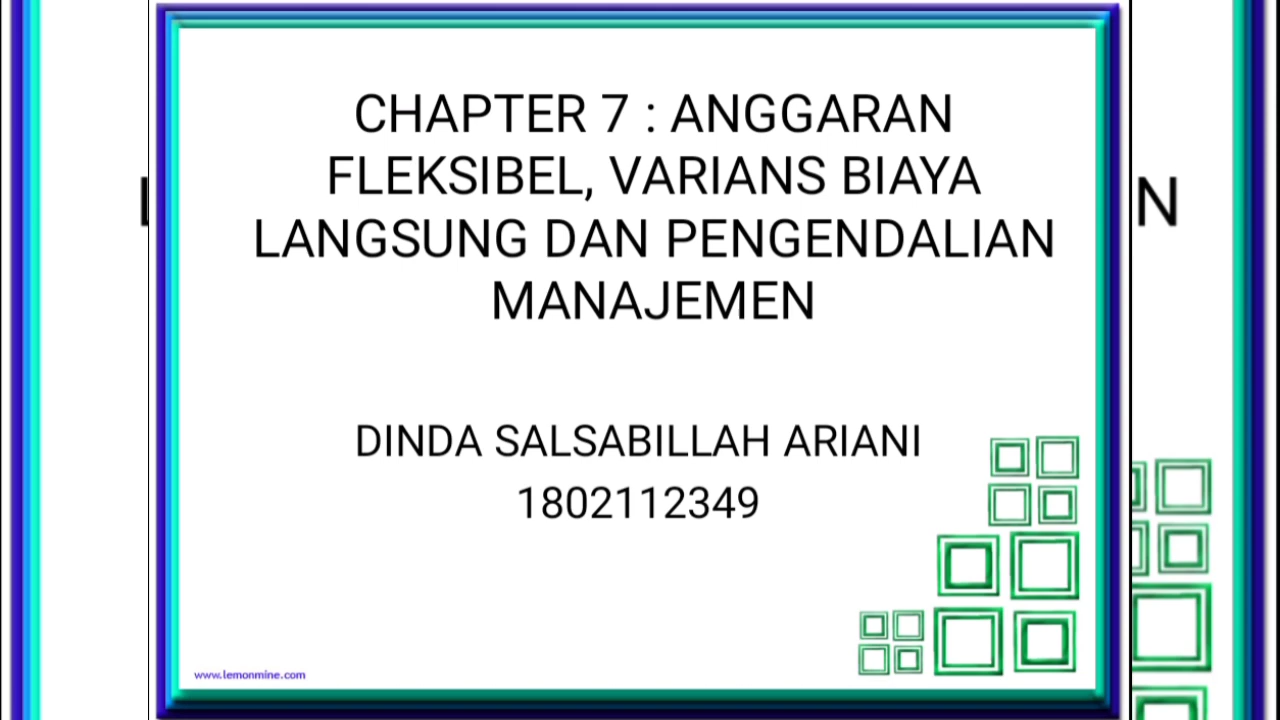 CHAPTER 7 : ANGGARAN
FLEKSIBEL, VARIANS BIAYA
LANGSUNG DAN PENGENDALIAN
MANAJEMEN
DINDA SALSABILLAH ARIANI
1802112349
www.lemonmine.com
N